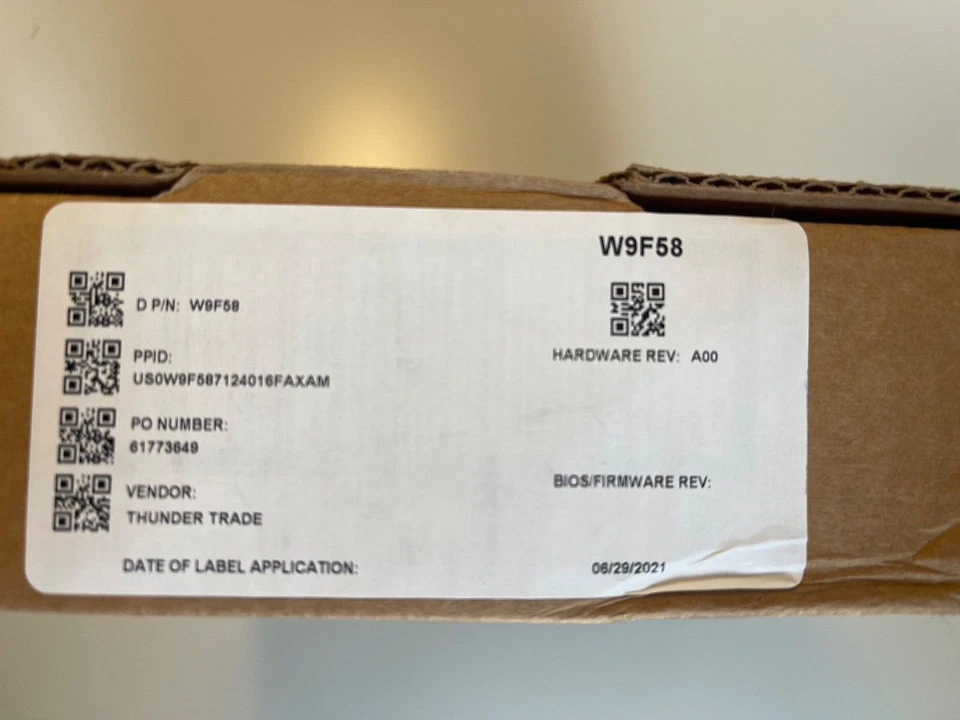 W9F58
D P/N: W9F58
PPID:
US0W9F587124016FAXAM
HARDWARE REV: A00
PO NUMBER:
61773649
BIOS/FIRMWARE REV:
VENDOR:
THUNDER TRADE
DATE OF LABEL APPLICATION: 06/29/2021